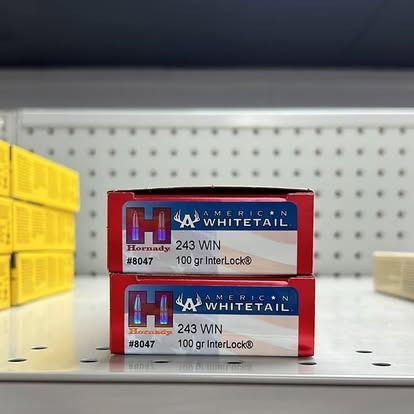 AMERICAN
WHITETAIL
Hornady
243 WIN
#8047
100 gr InterLock®
AMERICAN
WHITETAIL
Hornady
243 WIN
#8047
100 gr InterLock®